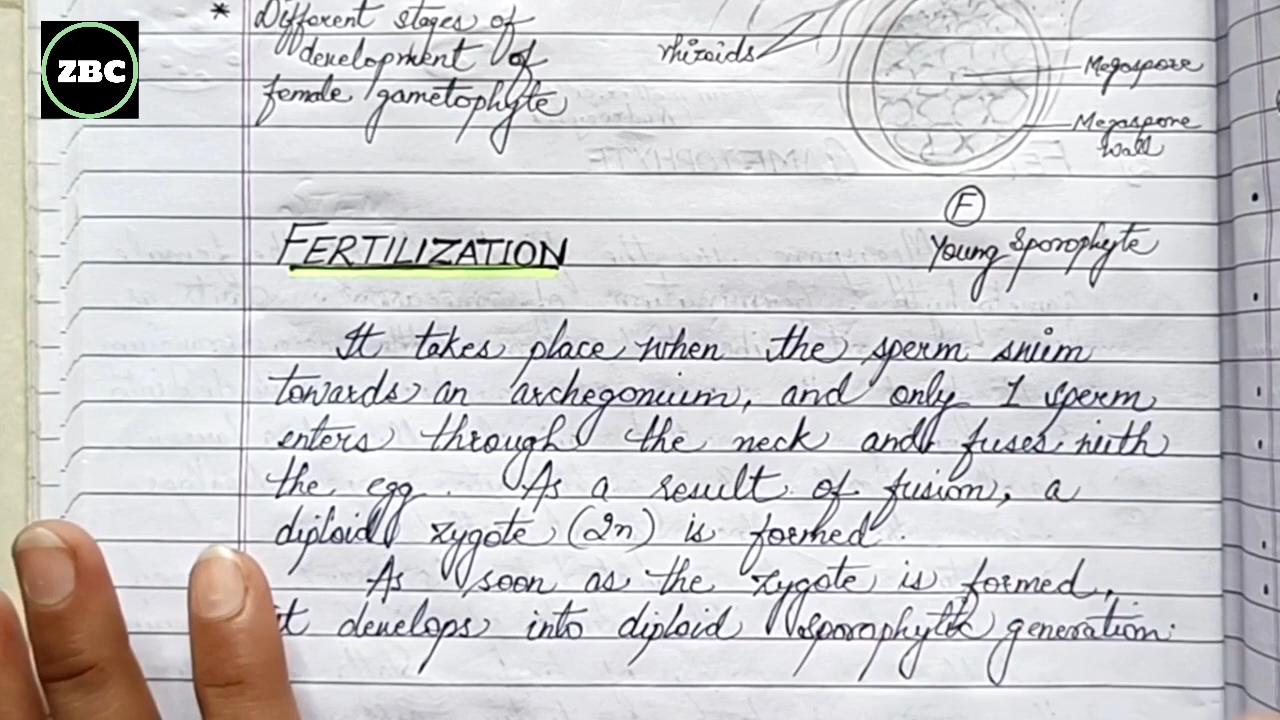 ZBC
* Different stages of
development of
female gametophyte
rhizoids
Megaspore
Megaspore
wall
F
Young Sporophyte
FERTILIZATION
It takes place when the sperm swim
towards an archegonium, and only 1 sperm
enters through the neck and fuses with
the egg. As a result of fusion, a
diploid zygote (2n) is formed.
As soon as the zygote is formed,
it develops into diploid sporophytic generation.